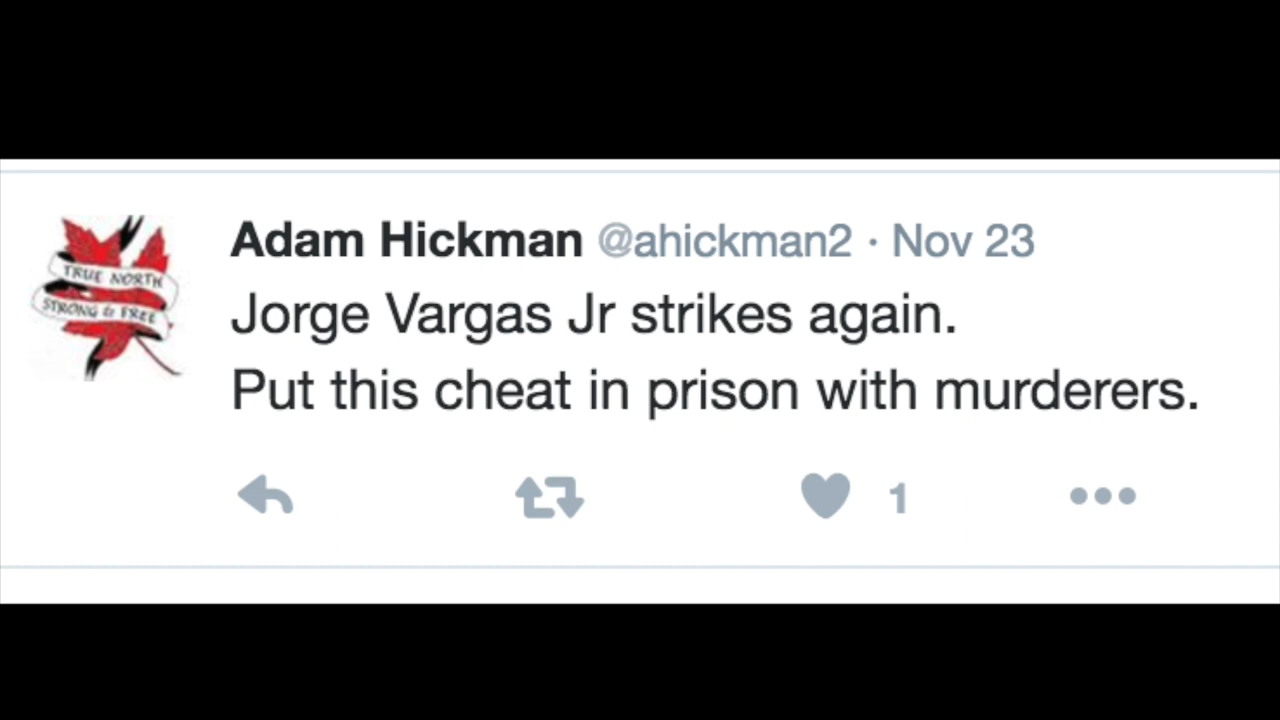 Adam Hickman @ahickman2 · Nov 23
TRUE NORTH
STRONG & FREE
Jorge Vargas Jr strikes again.
Put this cheat in prison with murderers.
1